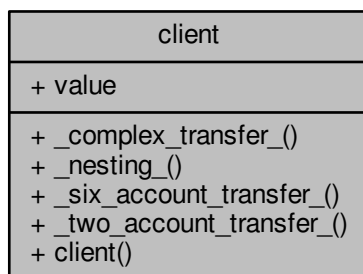 client
+ value
+ _complex_transfer_()
+ _nesting_()
+ _six_account_transfer_()
+ _two_account_transfer_()
+ client()